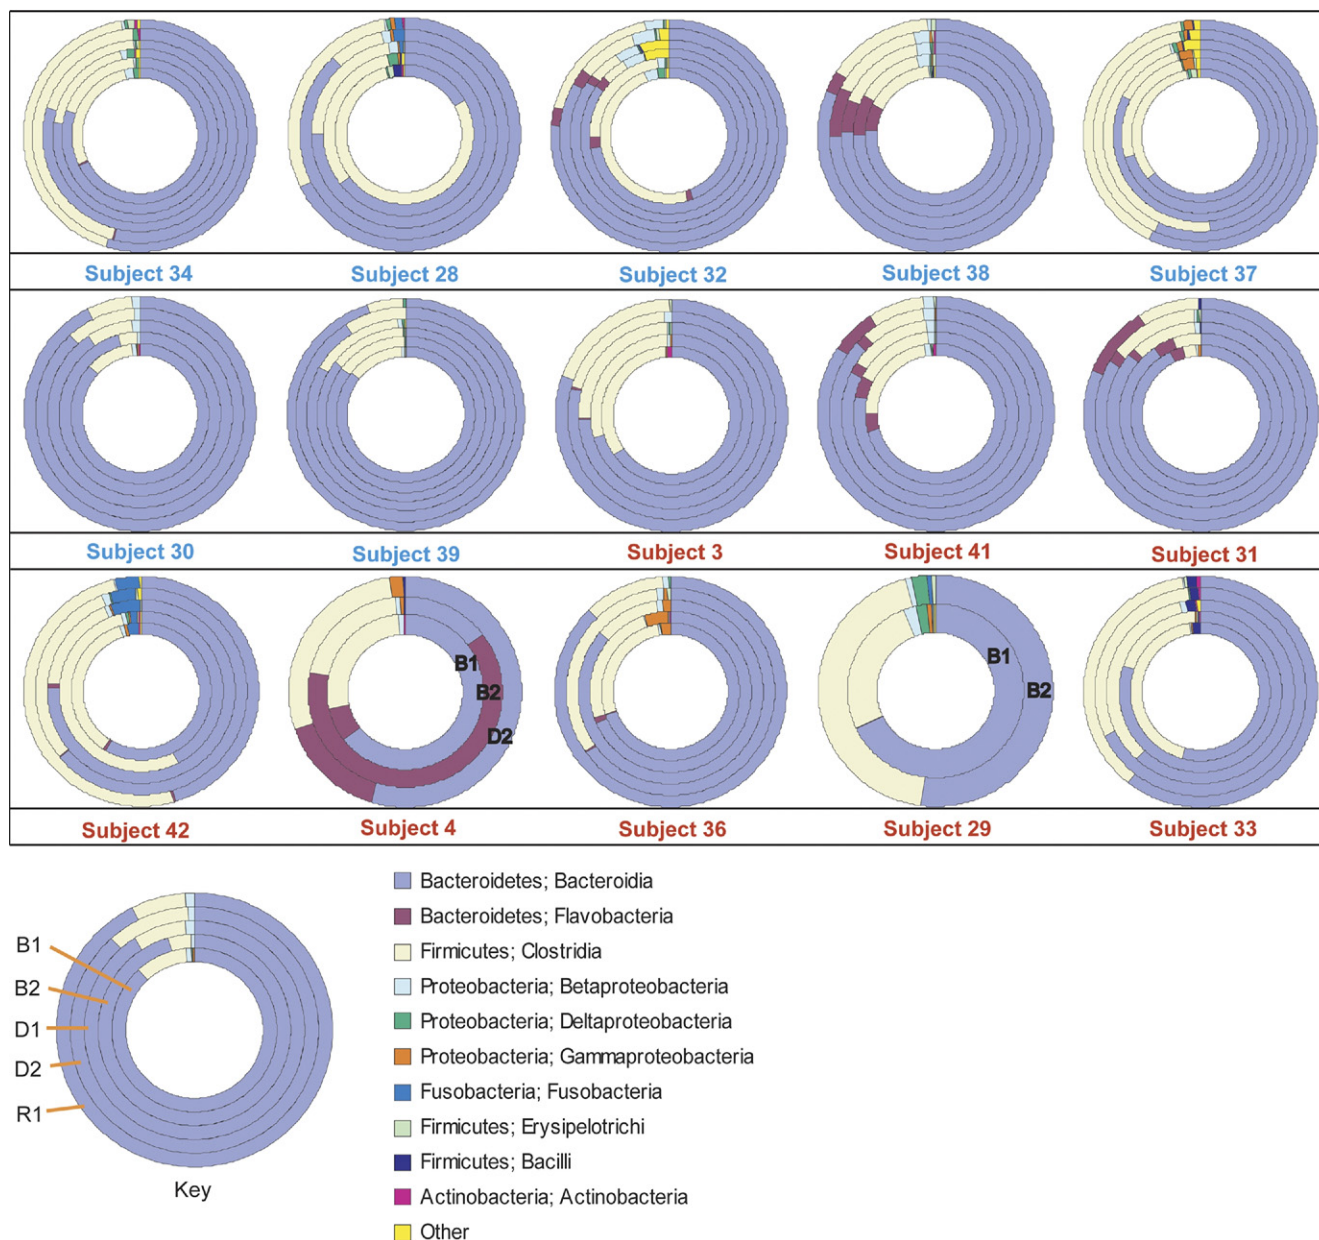 Subject 34
Subject 28
Subject 32
Subject 38
Subject 37
Subject 30
Subject 39
Subject 3
Subject 41
Subject 31
B1
B2
D2
B1
B2
Subject 42
Subject 4
Subject 36
Subject 29
Subject 33
B1
B2
D1
D2
R1
Key
Bacteroidetes; Bacteroidia
Bacteroidetes; Flavobacteria
Firmicutes; Clostridia
Proteobacteria; Betaproteobacteria
Proteobacteria; Deltaproteobacteria
Proteobacteria; Gammaproteobacteria
Fusobacteria; Fusobacteria
Firmicutes; Erysipelotrichi
Firmicutes; Bacilli
Actinobacteria; Actinobacteria
Other